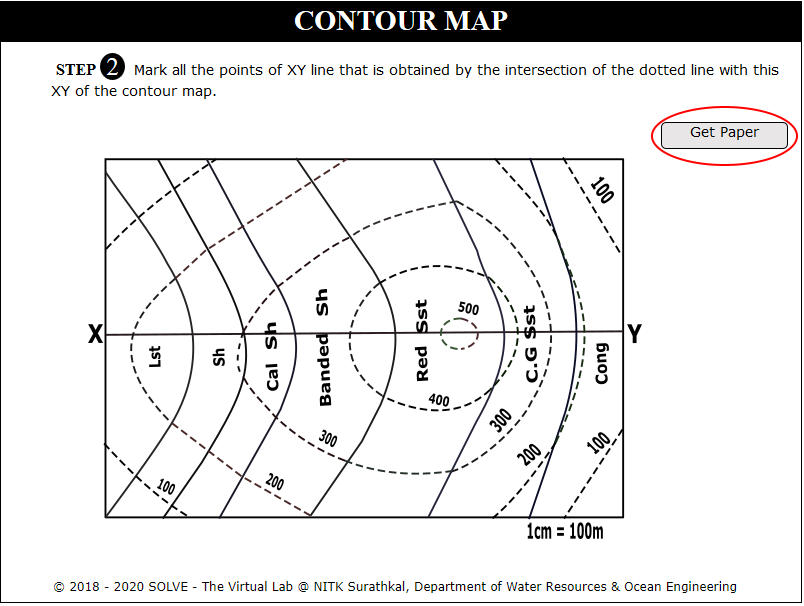 CONTOUR MAP
STEP 2 Mark all the points of XY line that is obtained by the intersection of the dotted line with this
XY of the contour map.
Get Paper
100
500
X
Y
Lst
Sh
Cal Sh
Banded Sh
Red Sst
C.G Sst
Cong
400
300
300
200
200
100
100
1cm = 100m
© 2018 - 2020 SOLVE - The Virtual Lab @ NITK Surathkal, Department of Water Resources & Ocean Engineering